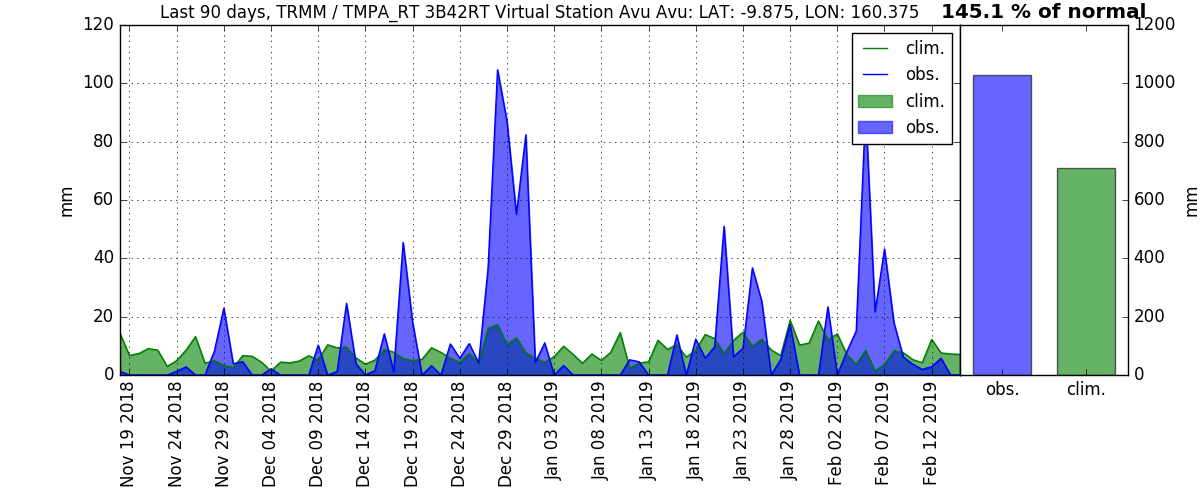 Last 90 days, TRMM / TMPA_RT 3B42RT Virtual Station Avu Avu: LAT: -9.875, LON: 160.375
145.1 % of normal
120
100
80
60
40
20
0
mm
clim.
obs.
clim.
obs.
1200
1000
800
600
400
200
0
mm
obs.
clim.
Nov 19 2018
Nov 24 2018
Nov 29 2018
Dec 04 2018
Dec 09 2018
Dec 14 2018
Dec 19 2018
Dec 24 2018
Dec 29 2018
Jan 03 2019
Jan 08 2019
Jan 13 2019
Jan 18 2019
Jan 23 2019
Jan 28 2019
Feb 02 2019
Feb 07 2019
Feb 12 2019